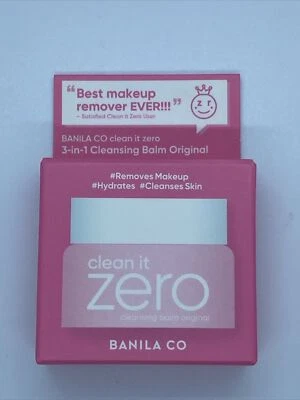 “Best makeup
remover EVER!!!”
– Satisfied Clean It Zero User
z r.
BANILA CO clean it zero
3-in-1 Cleansing Balm Original
#Removes Makeup
#Hydrates #Cleanses Skin
clean it
zero
cleansing balm original
BANILA CO